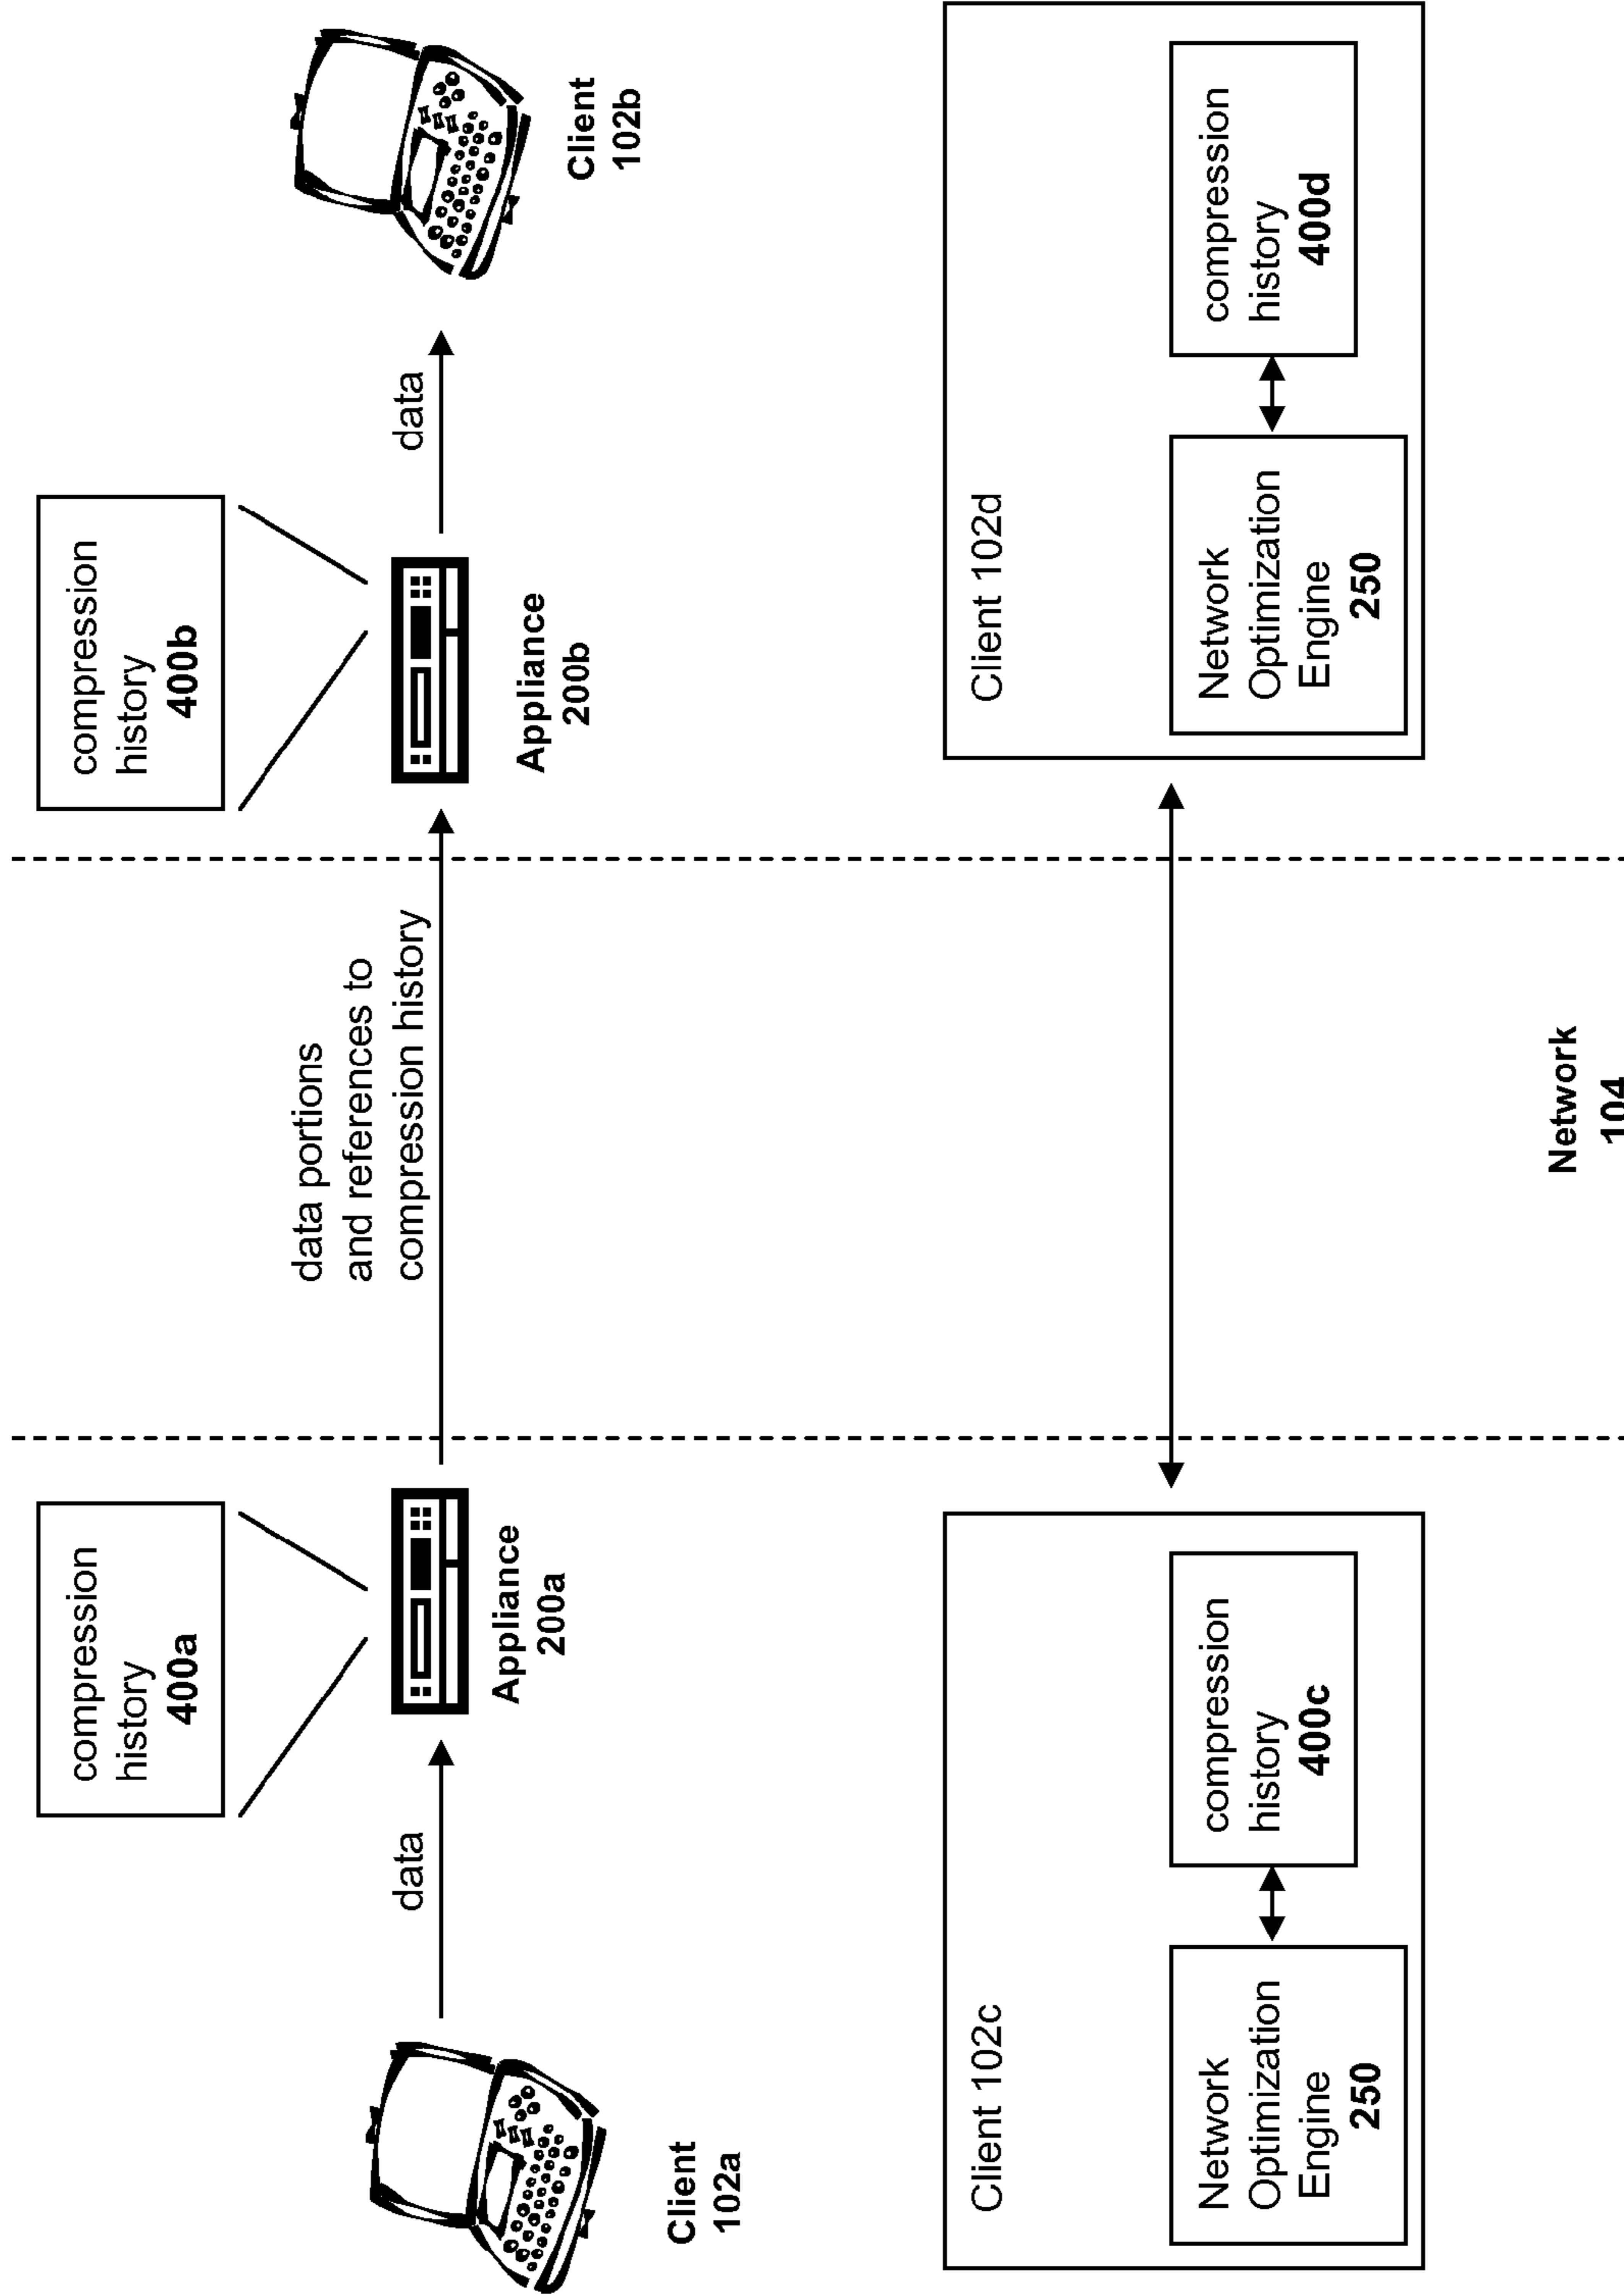 compression
history
400a
compression
history
400b
data portions
and references to
compression history
data
data
Client
102a
Appliance
200a
Appliance
200b
Client
102b
Client 102c
Network
Optimization
Engine
250
compression
history
400c
Client 102d
Network
Optimization
Engine
250
compression
history
400d
Network
104